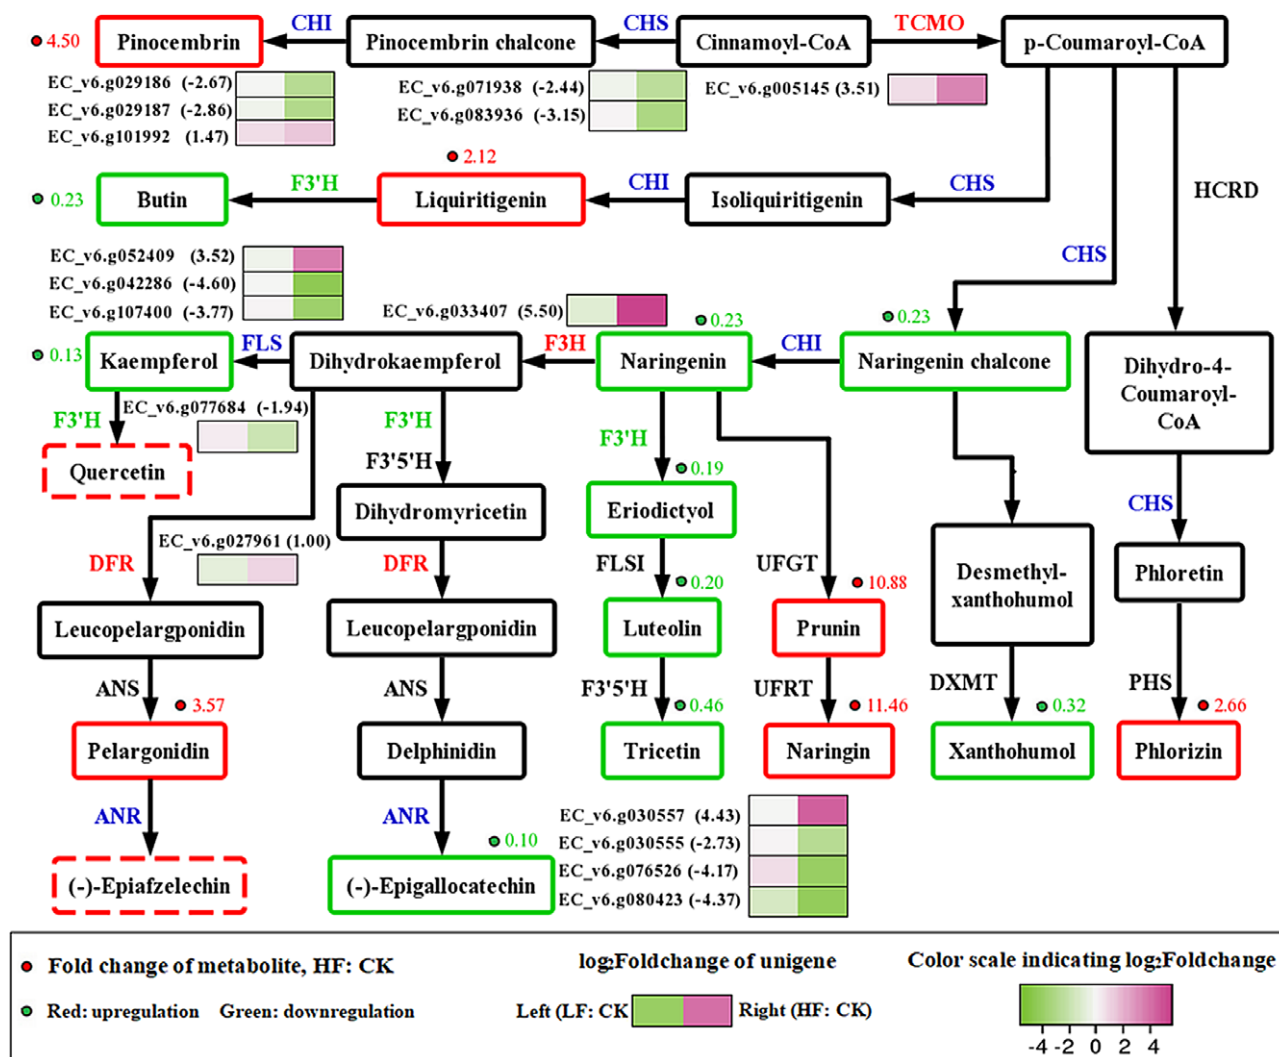 CHI
CHS
TCMO
4.50
Pinocembrin
Pinocembrin chalcone
Cinnamoyl-CoA
p-Coumaroyl-CoA
EC_v6.g029186 (-2.67)
EC_v6.g029187 (-2.86)
EC_v6.g101992 (1.47)
EC_v6.g071938 (-2.44)
EC_v6.g083936 (-3.15)
EC_v6.g005145 (3.51)
2.12
0.23
Butin
F3'H
Liquiritigenin
CHI
Isoliquiritigenin
CHS
HCRD
CHS
EC_v6.g052409 (3.52)
EC_v6.g042286 (-4.60)
EC_v6.g107400 (-3.77)
EC_v6.g033407 (5.50)
0.23
0.23
0.13
Kaempferol
FLS
Dihydrokaempferol
F3H
Naringenin
CHI
Naringenin chalcone
Dihydro-4-
Coumaroyl-
CoA
F3'H
EC_v6.g077684 (-1.94)
F3'H
F3'5'H
F3'H
Quercetin
0.19
Dihydromyricetin
Eriodictyol
CHS
EC_v6.g027961 (1.00)
DFR
DFR
FLSI
UFGT
0.20
10.88
Desmethyl-
xanthohumol
Phloretin
Leucopelargponidin
Leucopelargponidin
Luteolin
Prunin
ANS
ANS
F3'5'H
UFRT
DXMT
PHS
3.57
0.46
11.46
0.32
2.66
Pelargonidin
Delphinidin
Tricetin
Naringin
Xanthohumol
Phlorizin
ANR
ANR
0.10
EC_v6.g030557 (4.43)
EC_v6.g030555 (-2.73)
EC_v6.g076526 (-4.17)
EC_v6.g080423 (-4.37)
(-)-Epiafzelechin
(-)-Epigallocatechin
Fold change of metabolite, HF: CK
Red: upregulation Green: downregulation
log₂Foldchange of unigene
Left (LF: CK
Right (HF: CK)
Color scale indicating log₂Foldchange
-4 -2 0 2 4